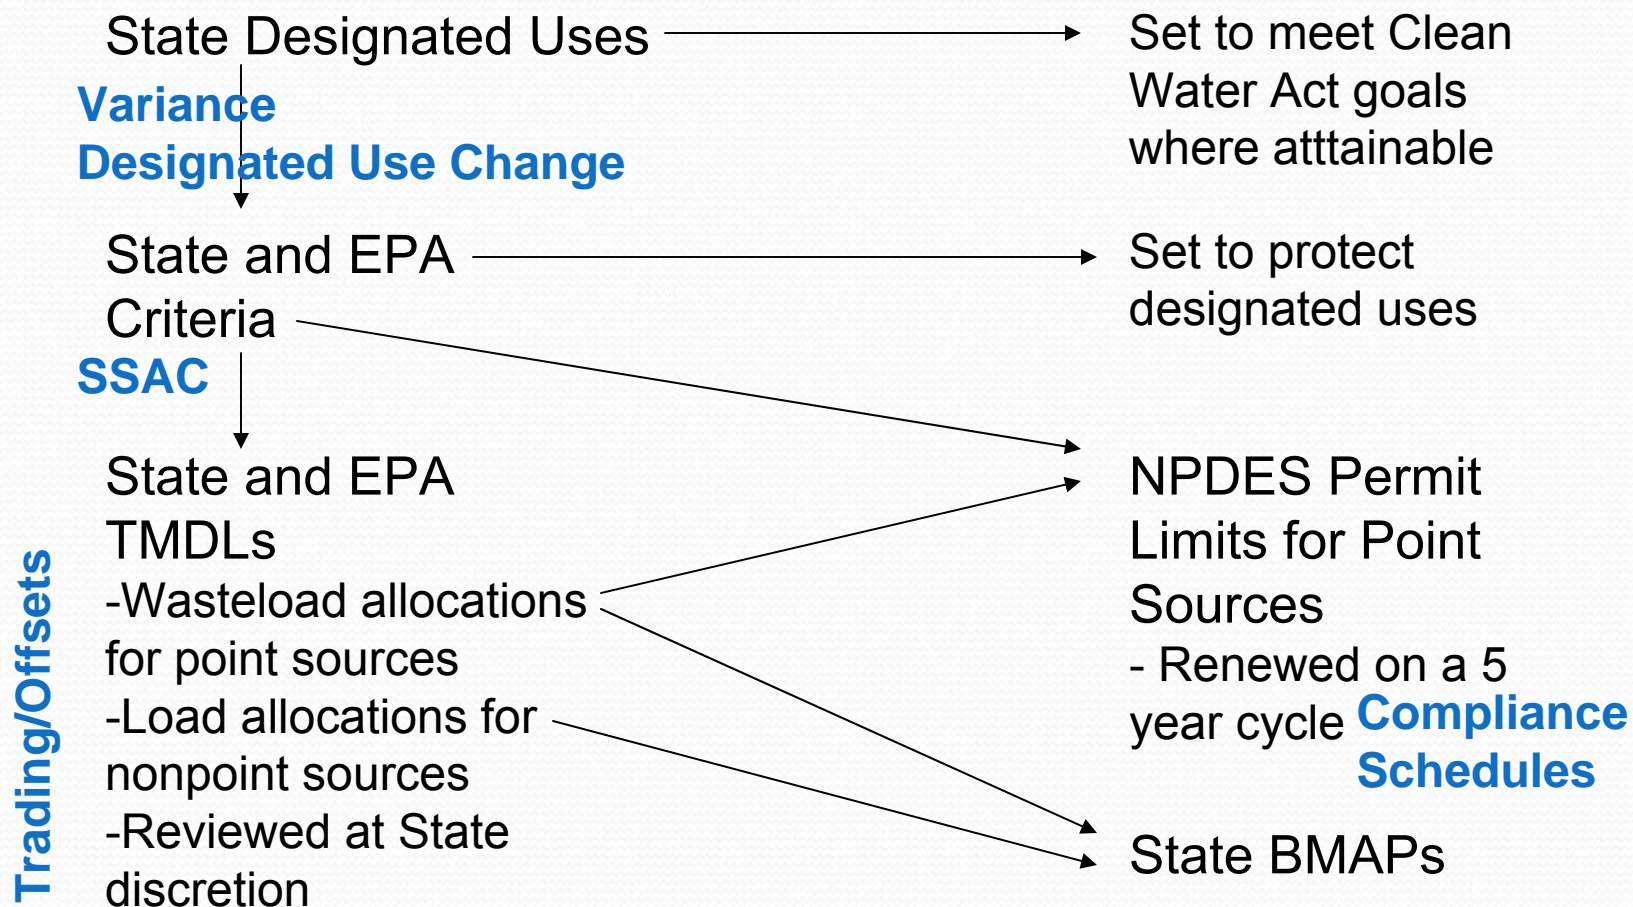 State Designated Uses
Set to meet Clean
Water Act goals
where atttainable
Variance
Designated Use Change
State and EPA
Criteria
Set to protect
designated uses
SSAC
State and EPA
TMDLs
-Wasteload allocations
for point sources
-Load allocations for
nonpoint sources
-Reviewed at State
discretion
Trading/Offsets
NPDES Permit
Limits for Point
Sources
- Renewed on a 5
year cycle
Compliance
Schedules
State BMAPs